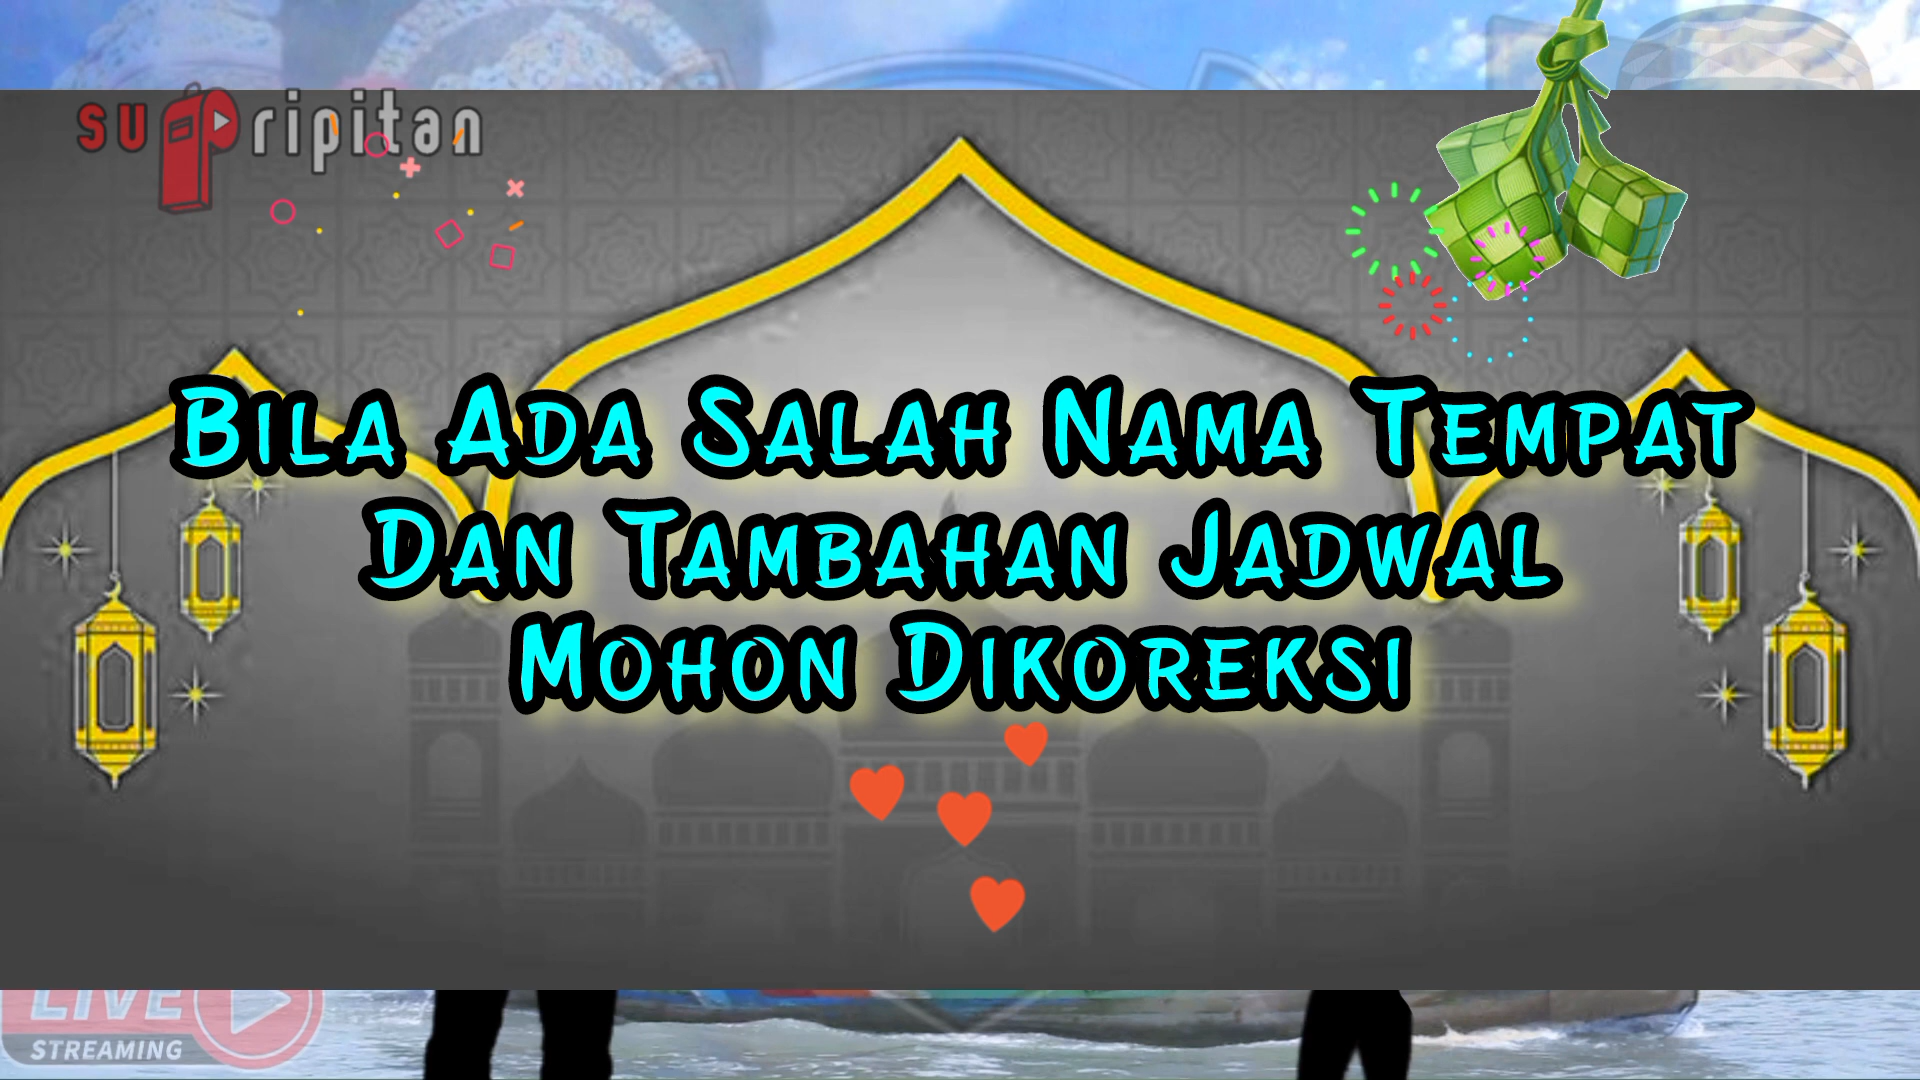 supripitan
Bila Ada Salah Nama Tempat
Dan Tambahan Jadwal
Mohon Dikoreksi
LIVE
STREAMING